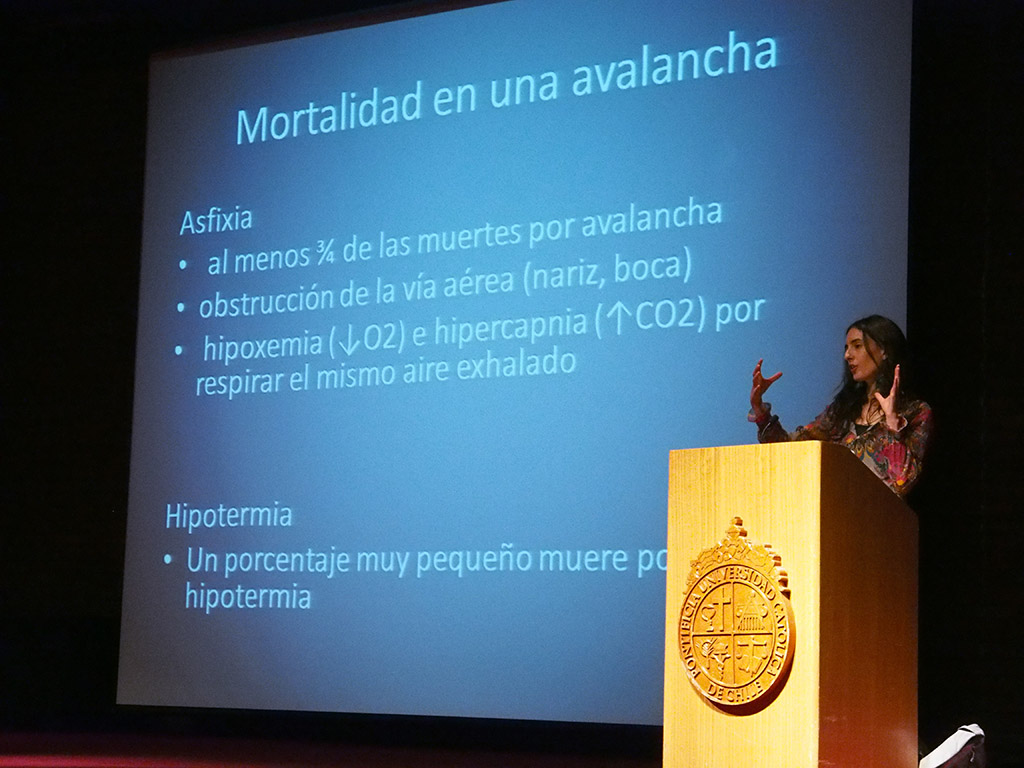 Mortalidad en una avalancha
Asfixia
• al menos ¾ de las muertes por avalancha
• obstrucción de la vía aérea (nariz, boca)
• hipoxemia (↓O2) e hipercapnia (↑CO2) por
respirar el mismo aire exhalado
Hipotermia
• Un porcentaje muy pequeño muere po
hipotermia
PONTIFICIA UNIVERSIDAD CATOLICA
DE CHILE